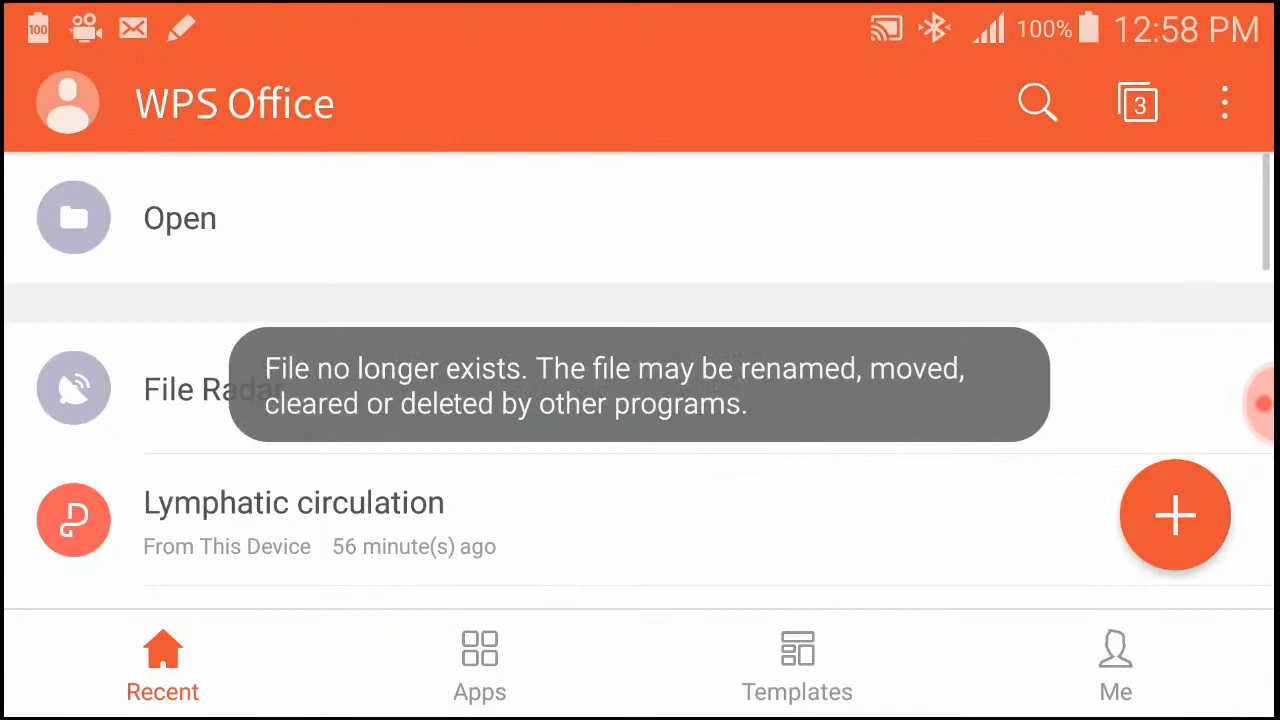 100
100%
12:58 PM
WPS Office
3
Open
File Radar
File no longer exists. The file may be renamed, moved,
cleared or deleted by other programs.
Lymphatic circulation
From This Device 56 minute(s) ago
Recent
Apps
Templates
Me